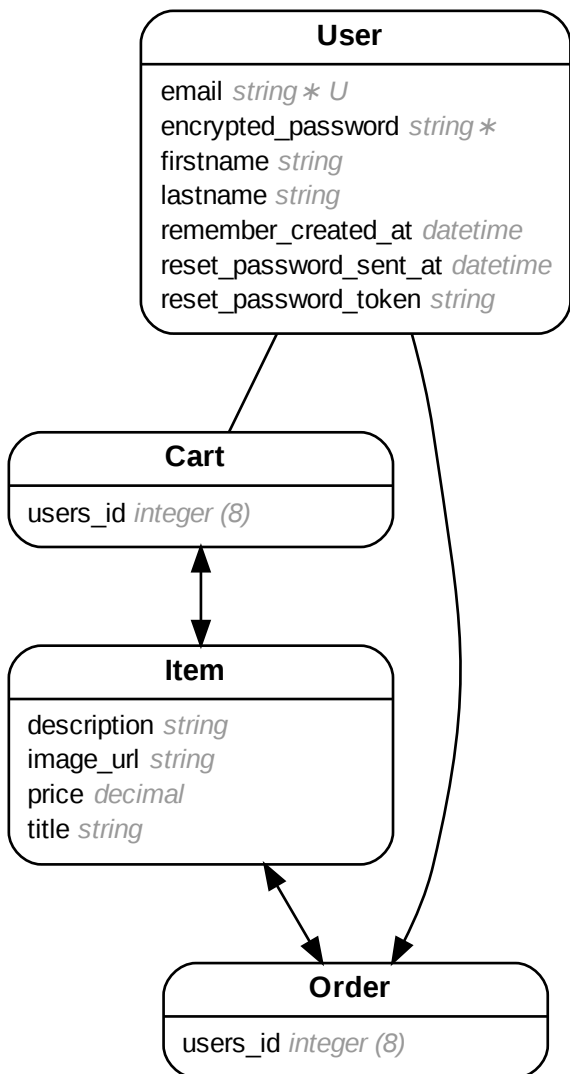 User
email string∗ U
encrypted_password string∗
firstname string
lastname string
remember_created_at datetime
reset_password_sent_at datetime
reset_password_token string
Cart
users_id integer (8)
Item
description string
image_url string
price decimal
title string
Order
users_id integer (8)